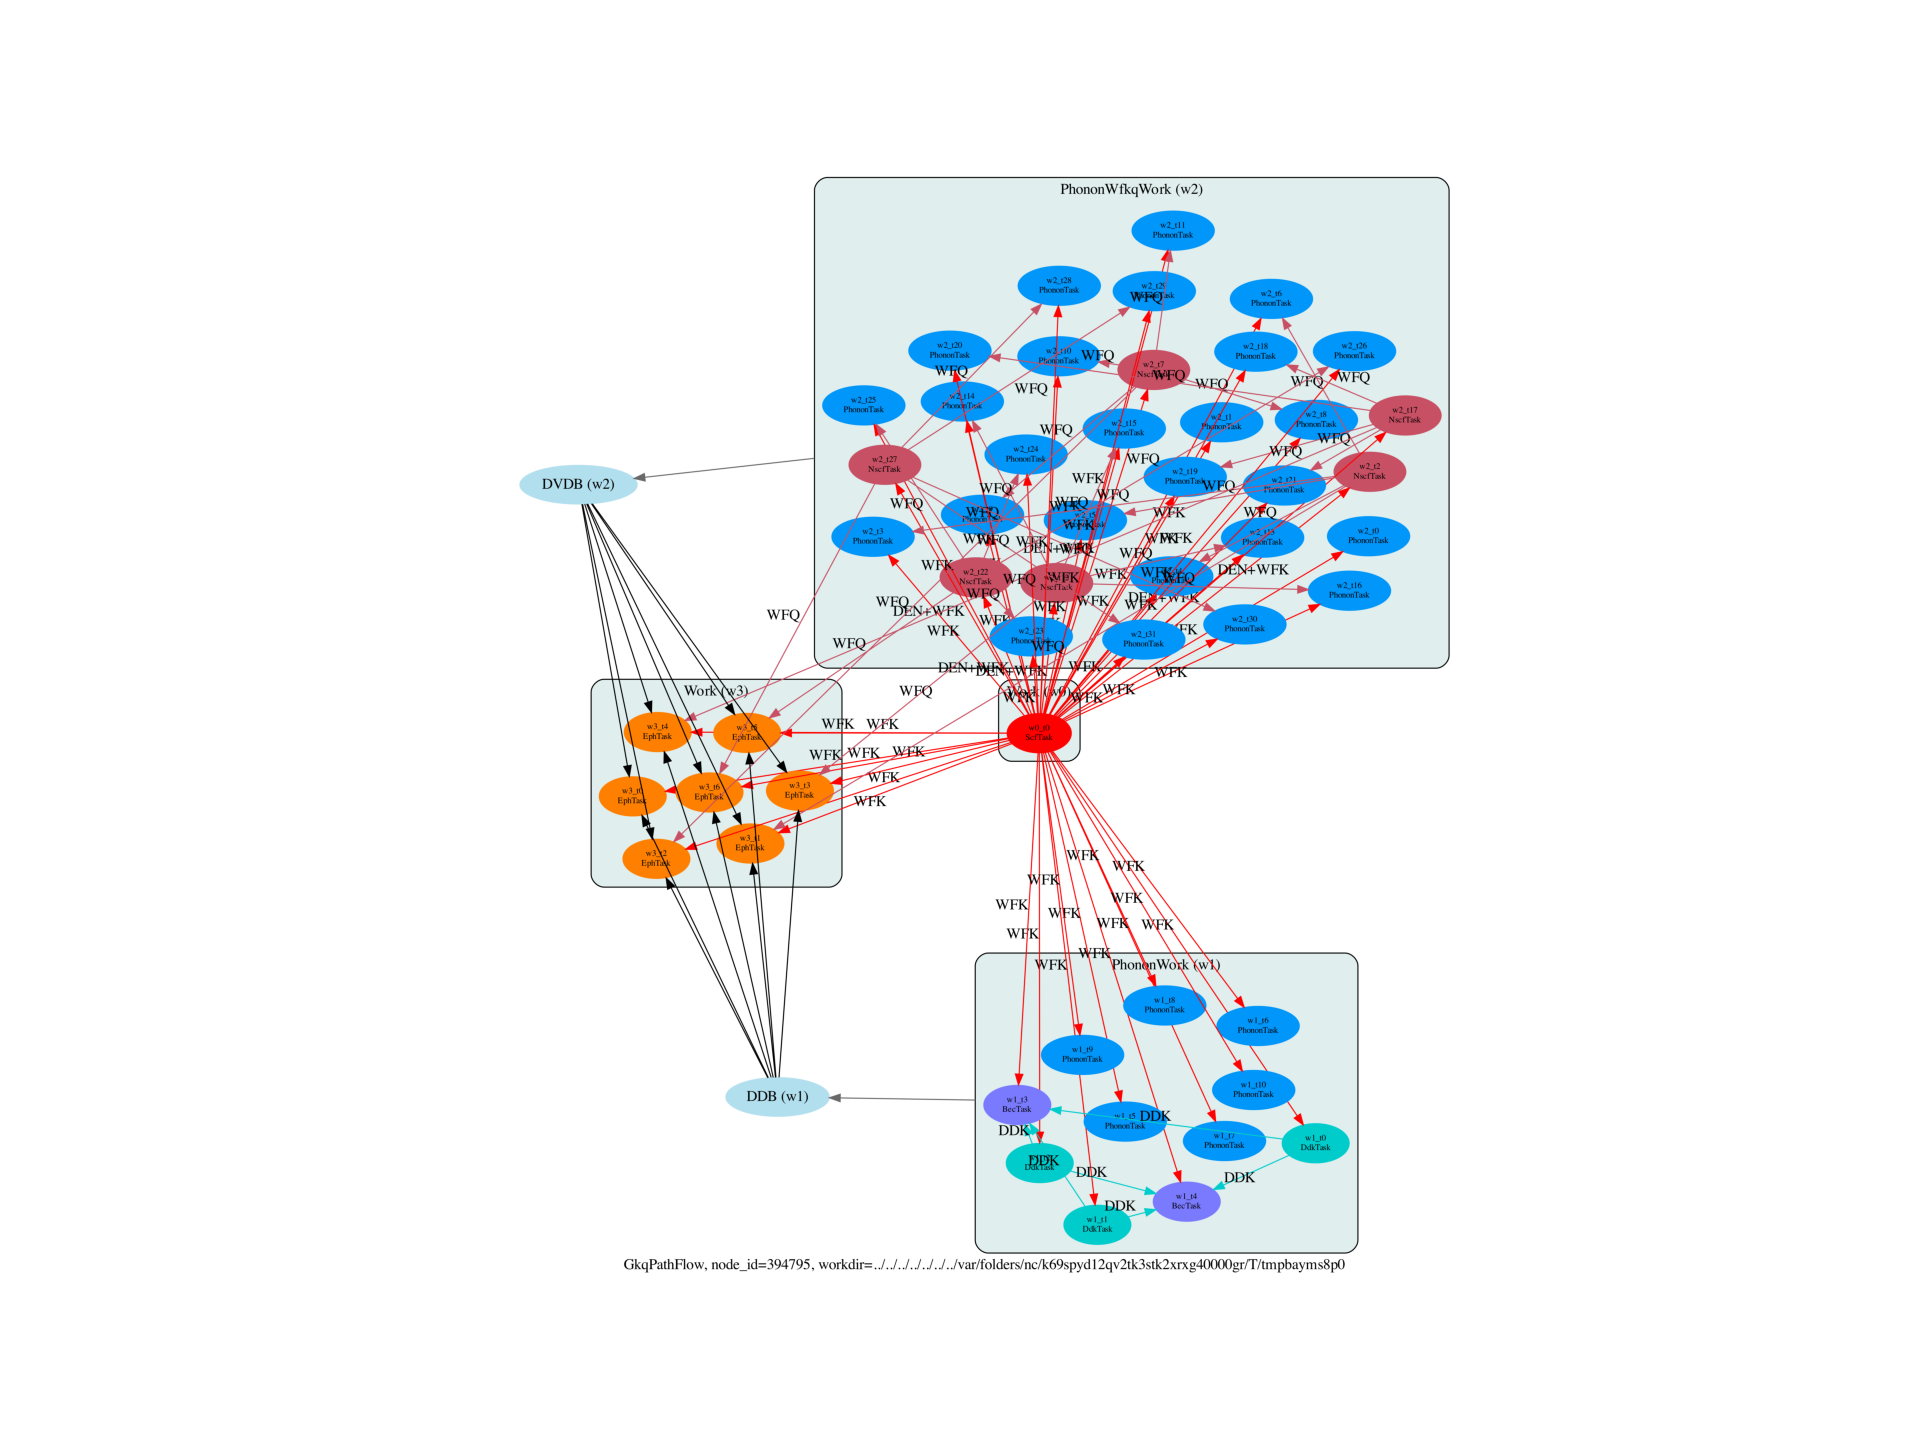 PhononWfkqWork (w2)
w2_t11
PhononTask
w2_t28
PhononTask
w2_t29
WFQ
w2_t6
PhononTask
w2_t20
PhononTask
w2_t10
PhononTask
WFQ
w2_t7
WFQ
w2_t18
PhononTask
w2_t26
PhononTask
WFQ
WFQ
WFQ
WFQ
WFQ
w2_t25
PhononTask
w2_t14
PhononTask
w2_t17
NscfTask
w2_t15
PhononTask
w2_t1
PhononTask
w2_t8
PhononTask
WFQ
WFQ
WFQ
w2_t24
PhononTask
WFQ
w2_t27
NscfTask
w2_t19
PhononTask
w2_t21
PhononTask
w2_t2
NscfTask
WFK
WFQ
WFQ
WFQ
WFQ
WFQ
WFQ
WFQ
WFK
WFQ
w2_t3
PhononTask
w2_t0
PhononTask
PhononTask
WFK
WFQ
WFK
DEN+WFK
w2_t22
NscfTask
WFQ
WFK
NscfTask
WFK
WFK
WFQ
w2_t16
PhononTask
WFQ
WFQ
DEN+WFK
WFK
WFK
WFK
WFK
w2_t23
w2_t31
PhononTask
w2_t30
PhononTask
WFQ
WFQ
WFQ
WFK
WFK
WFQ
DEN+WFK
WFK
WFK
WFK
WFK
DVDB (w2)
Work (w3)
Work (w0)
w0_t0
ScfTask
w3_t4
EphTask
w3_t5
EphTask
WFK
WFK
WFK
WFK
WFK
w3_t6
EphTask
w3_t3
EphTask
WFK
WFK
EphTask
w3_t1
EphTask
w3_t2
EphTask
WFK
WFK
WFK
WFK
WFK
WFK
WFK
WFK
WFK
WFK
WFK
PhononWork (w1)
w1_t8
PhononTask
w1_t6
PhononTask
w1_t9
PhononTask
w1_t10
PhononTask
DDB (w1)
w1_t3
BecTask
w1_t5
PhononTask
DDK
w1_t7
PhononTask
w1_t0
DdkTask
DDK
DDK
DDK
DDK
w1_t4
BecTask
DDK
w1_t1
DdkTask
GkqPathFlow, node_id=394795, workdir=../../../../../../../var/folders/nc/k69spyd12qv2tk3stk2xrxg40000gr/T/tmpbayms8p0